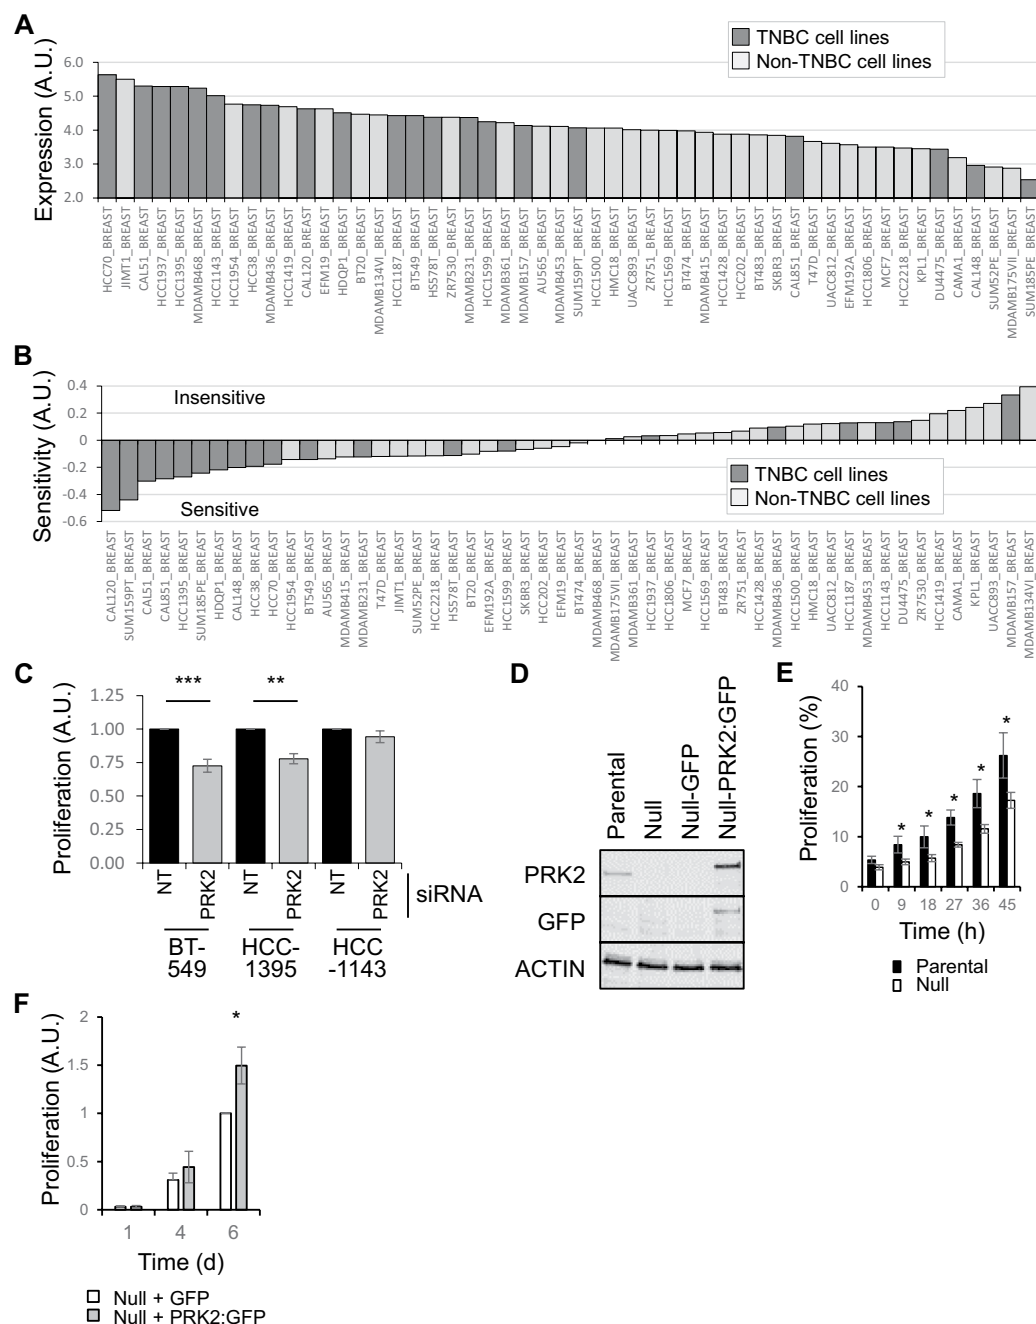 A
TNBC cell lines
Non-TNBC cell lines
Expression (A.U.)
6.0
5.0
4.0
3.0
2.0
HCC70_BREAST
JIMT1_BREAST
CAL51_BREAST
HCC1937_BREAST
HCC1395_BREAST
MDAMB468_BREAST
HCC1143_BREAST
HCC1954_BREAST
HC38_BREAST
MDAMB436_BREAST
HCC1419_BREAST
CAL120_BREAST
EFM19_BREAST
HDQP1_BREAST
BT20_BREAST
MDAMB134VI_BREAST
HCC1187_BREAST
BT549_BREAST
HS578T_BREAST
ZR7530_BREAST
MDAMB231_BREAST
HCC1599_BREAST
MDAMB361_BREAST
MDAMB157_BREAST
AU565_BREAST
MDAMB453_BREAST
SUM159PT_BREAST
HCC1500_BREAST
HMC18_BREAST
UACC893_BREAST
ZR751_BREAST
HCC1569_BREAST
BT474_BREAST
MDAMB415_BREAST
HCC1428_BREAST
HCC202_BREAST
BT483_BREAST
SKBR3_BREAST
CAL851_BREAST
T47D_BREAST
UACC812_BREAST
EFM192A_BREAST
HCC1806_BREAST
MCF7_BREAST
HCC2218_BREAST
KPL1_BREAST
DU4475_BREAST
CAMA1_BREAST
CAL148_BREAST
SUM52PE_BREAST
MDAMB175VII_BREAST
SUM185PE_BREAST
B
Sensitivity (A.U.)
0.4
0.2
0
-0.2
-0.4
-0.6
Insensitive
Sensitive
TNBC cell lines
Non-TNBC cell lines
CAL120_BREAST
SUM159PT_BREAST
CAL51_BREAST
CAL851_BREAST
HCC1395_BREAST
SUM185PE_BREAST
HDQP1_BREAST
CAL148_BREAST
HCC38_BREAST
HCC70_BREAST
HCC1954_BREAST
BT549_BREAST
AU565_BREAST
MDAMB415_BREAST
MDAMB231_BREAST
T47D_BREAST
JIMT1_BREAST
SUM52PE_BREAST
HCC2218_BREAST
HS578T_BREAST
BT20_BREAST
EFM192A_BREAST
HCC1599_BREAST
SKBR3_BREAST
HCC202_BREAST
EFM19_BREAST
BT474_BREAST
MDAMB468_BREAST
MDAMB175VII_BREAST
MDAMB361_BREAST
HCC1937_BREAST
HCC1806_BREAST
MCF7_BREAST
HCC1569_BREAST
BT483_BREAST
ZR751_BREAST
HCC1428_BREAST
MDAMB436_BREAST
HCC1500_BREAST
HMC18_BREAST
UACC812_BREAST
HCC1187_BREAST
MDAMB453_BREAST
HCC1143_BREAST
DU4475_BREAST
ZR7530_BREAST
HCC1419_BREAST
CAMA1_BREAST
KPL1_BREAST
UACC893_BREAST
MDAMB157_BREAST
MDAMB134VI_BREAST
C
Proliferation (A.U.)
1.25
1.00
0.75
0.50
0.25
0.00
*** **
NT PRK2 NT PRK2 NT PRK2
siRNA
BT-
549
HCC-
1395
HCC
-1143
D
Parental
Null
Null-GFP
Null-PRK2:GFP
PRK2
GFP
ACTIN
E
Proliferation (%)
40
30
20
10
0
* * * * *
0 9 18 27 36 45
Time (h)
Parental
Null
F
Proliferation (A.U.)
2
1.5
1
0.5
0
*
1 4 6
Time (d)
Null + GFP
Null + PRK2:GFP